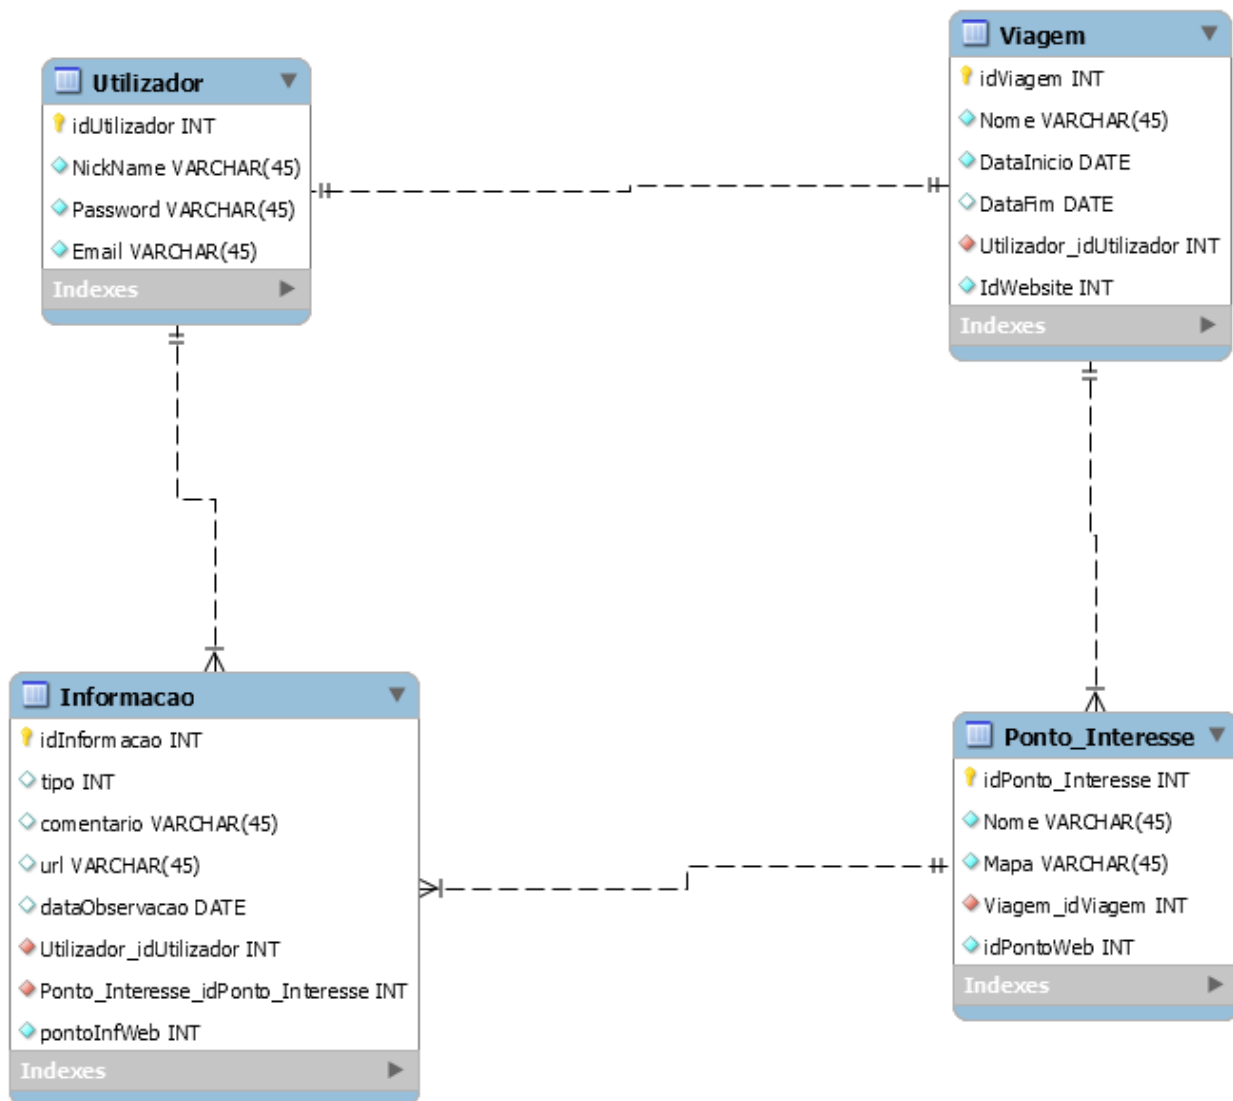 Utilizador
idUtilizador INT
NickName VARCHAR(45)
Password VARCHAR(45)
Email VARCHAR(45)
Indexes
Viagem
idViagem INT
Nome VARCHAR(45)
DataInicio DATE
DataFim DATE
Utilizador_idUtilizador INT
IdWebsite INT
Indexes
Informacao
idInformacao INT
tipo INT
comentario VARCHAR(45)
url VARCHAR(45)
dataObservacao DATE
Utilizador_idUtilizador INT
Ponto_Interesse_idPonto_Interesse INT
pontoInfWeb INT
Indexes
Ponto_Interesse
idPonto_Interesse INT
Nome VARCHAR(45)
Mapa VARCHAR(45)
Viagem_idViagem INT
idPontoWeb INT
Indexes